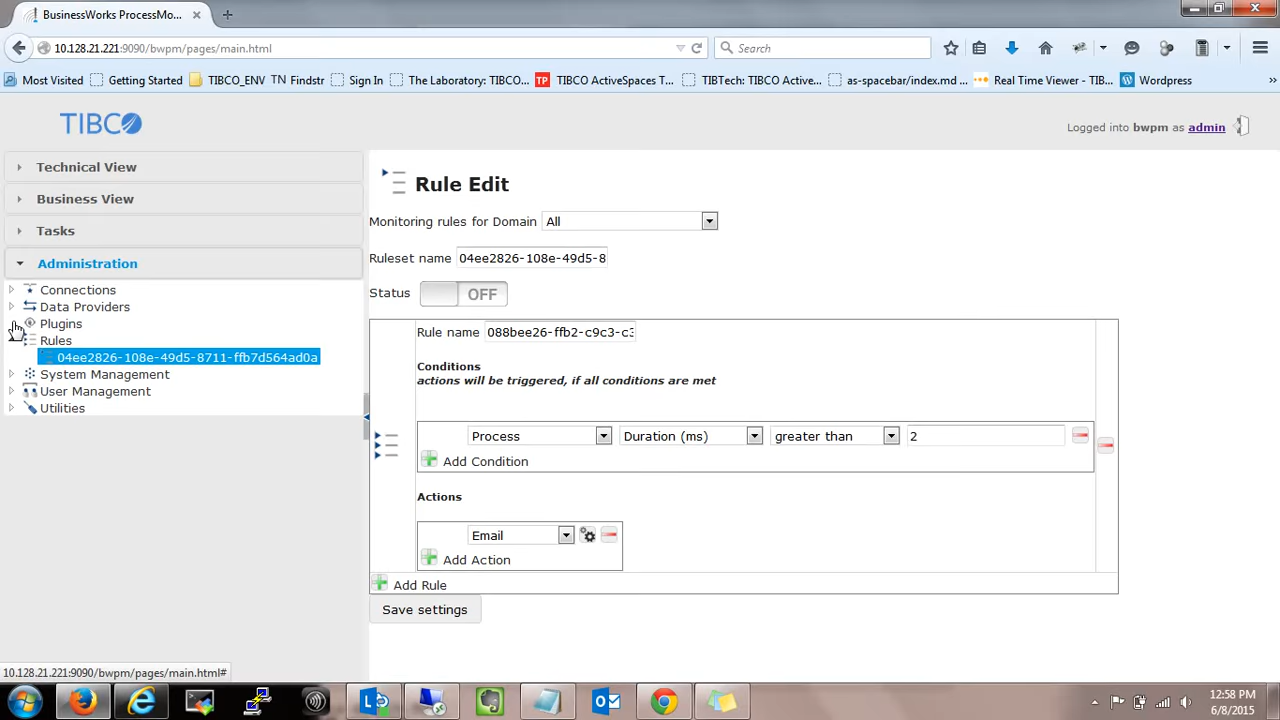 BusinessWorks ProcessMo...
10.128.21.221:9090/bwpm/pages/main.html
Search
Most Visited
Getting Started
TIBCO_ENV
TN Findstr
Sign In
The Laboratory: TIBCO...
TP TIBCO ActiveSpaces T...
TIBTech: TIBCO Active...
as-spacebar/index.md ...
Real Time Viewer - TIB...
Wordpress
»
TIBCO
Logged into bwpm as admin
Technical View
Business View
Tasks
Administration
Connections
Data Providers
Plugins
Rules
04ee2826-108e-49d5-8711-ffb7d564ad0a
System Management
User Management
Utilities
Rule Edit
Monitoring rules for Domain All
Ruleset name 04ee2826-108e-49d5-8
Status OFF
Rule name 088bee26-ffb2-c9c3-c3
Conditions
actions will be triggered, if all conditions are met
Process Duration (ms) greater than 2
Add Condition
Actions
Email
Add Action
Add Rule
Save settings
10.128.21.221:9090/bwpm/pages/main.html#
12:58 PM
6/8/2015